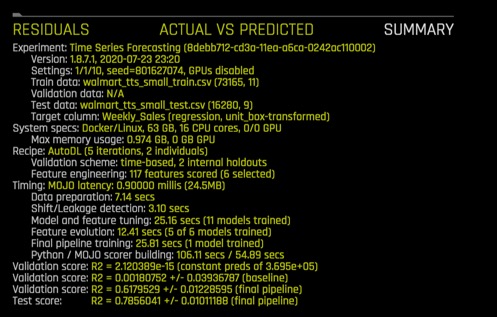 RESIDUALS ACTUAL VS PREDICTED SUMMARY
Experiment: Time Series Forecasting (8debb712-cd3a-11ea-a6ca-0242ac110002)
Version: 1.8.7.1, 2020-07-23 23:20
Settings: 1/1/10, seed=801627074, GPUs disabled
Train data: walmart_tts_small_train.csv (73165, 11)
Validation data: N/A
Test data: walmart_tts_small_test.csv (16280, 9)
Target column: Weekly_Sales (regression, unit_box-transformed)
System specs: Docker/Linux, 63 GB, 16 CPU cores, 0/0 GPU
Max memory usage: 0.974 GB, 0 GB GPU
Recipe: AutoDL (5 iterations, 2 individuals)
Validation scheme: time-based, 2 internal holdouts
Feature engineering: 117 features scored (6 selected)
Timing: MOJO latency: 0.90000 millis (24.5MB)
Data preparation: 7.14 secs
Shift/Leakage detection: 3.10 secs
Model and feature tuning: 25.16 secs (11 models trained)
Feature evolution: 12.41 secs (5 of 6 models trained)
Final pipeline training: 25.81 secs (1 model trained)
Python / MOJO scorer building: 106.11 secs / 54.89 secs
Validation score: R2 = 2.120389e-15 (constant preds of 3.695e+05)
Validation score: R2 = 0.00180752 +/- 0.03936787 (baseline)
Validation score: R2 = 0.6179529 +/- 0.01228595 (final pipeline)
Test score: R2 = 0.7856041 +/- 0.01011188 (final pipeline)